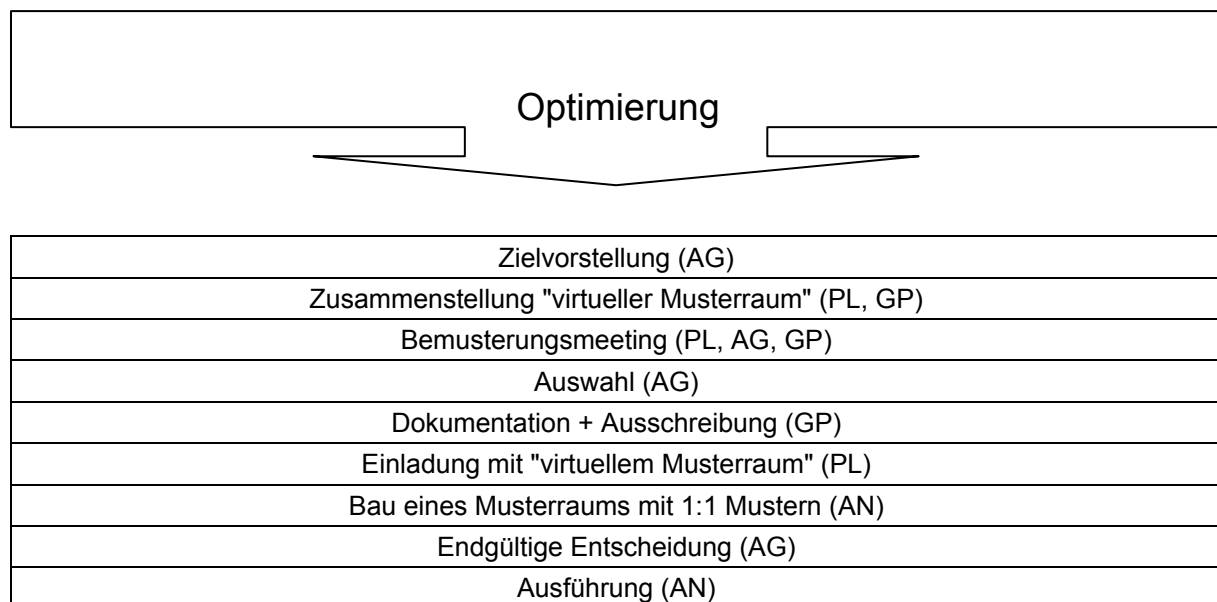 Optimierung
Zielvorstellung (AG)
Zusammenstellung "virtueller Musterraum" (PL, GP)
Bemusterungsmeeting (PL, AG, GP)
Auswahl (AG)
Dokumentation + Ausschreibung (GP)
Einladung mit "virtuellem Musterraum" (PL)
Bau eines Musterraums mit 1:1 Mustern (AN)
Endgültige Entscheidung (AG)
Ausführung (AN)